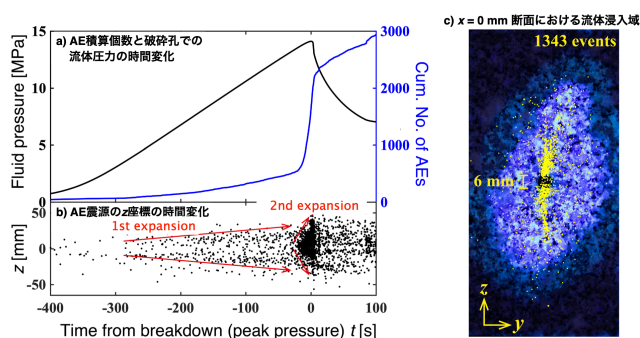 a) AE積算個数と破砕孔での
流体圧力の時間変化
Fluid pressure [MPa]
15
10
5
0
Cum. No. of AEs
3000
2000
1000
0
b) AE震源のz座標の時間変化
1st expansion
2nd expansion
z [mm]
50
0
-50
-400
-300
-200
-100
0
100
Time from breakdown (peak pressure) t [s]
c) x = 0 mm 断面における流体浸入域
1343 events
6 mm
z
y